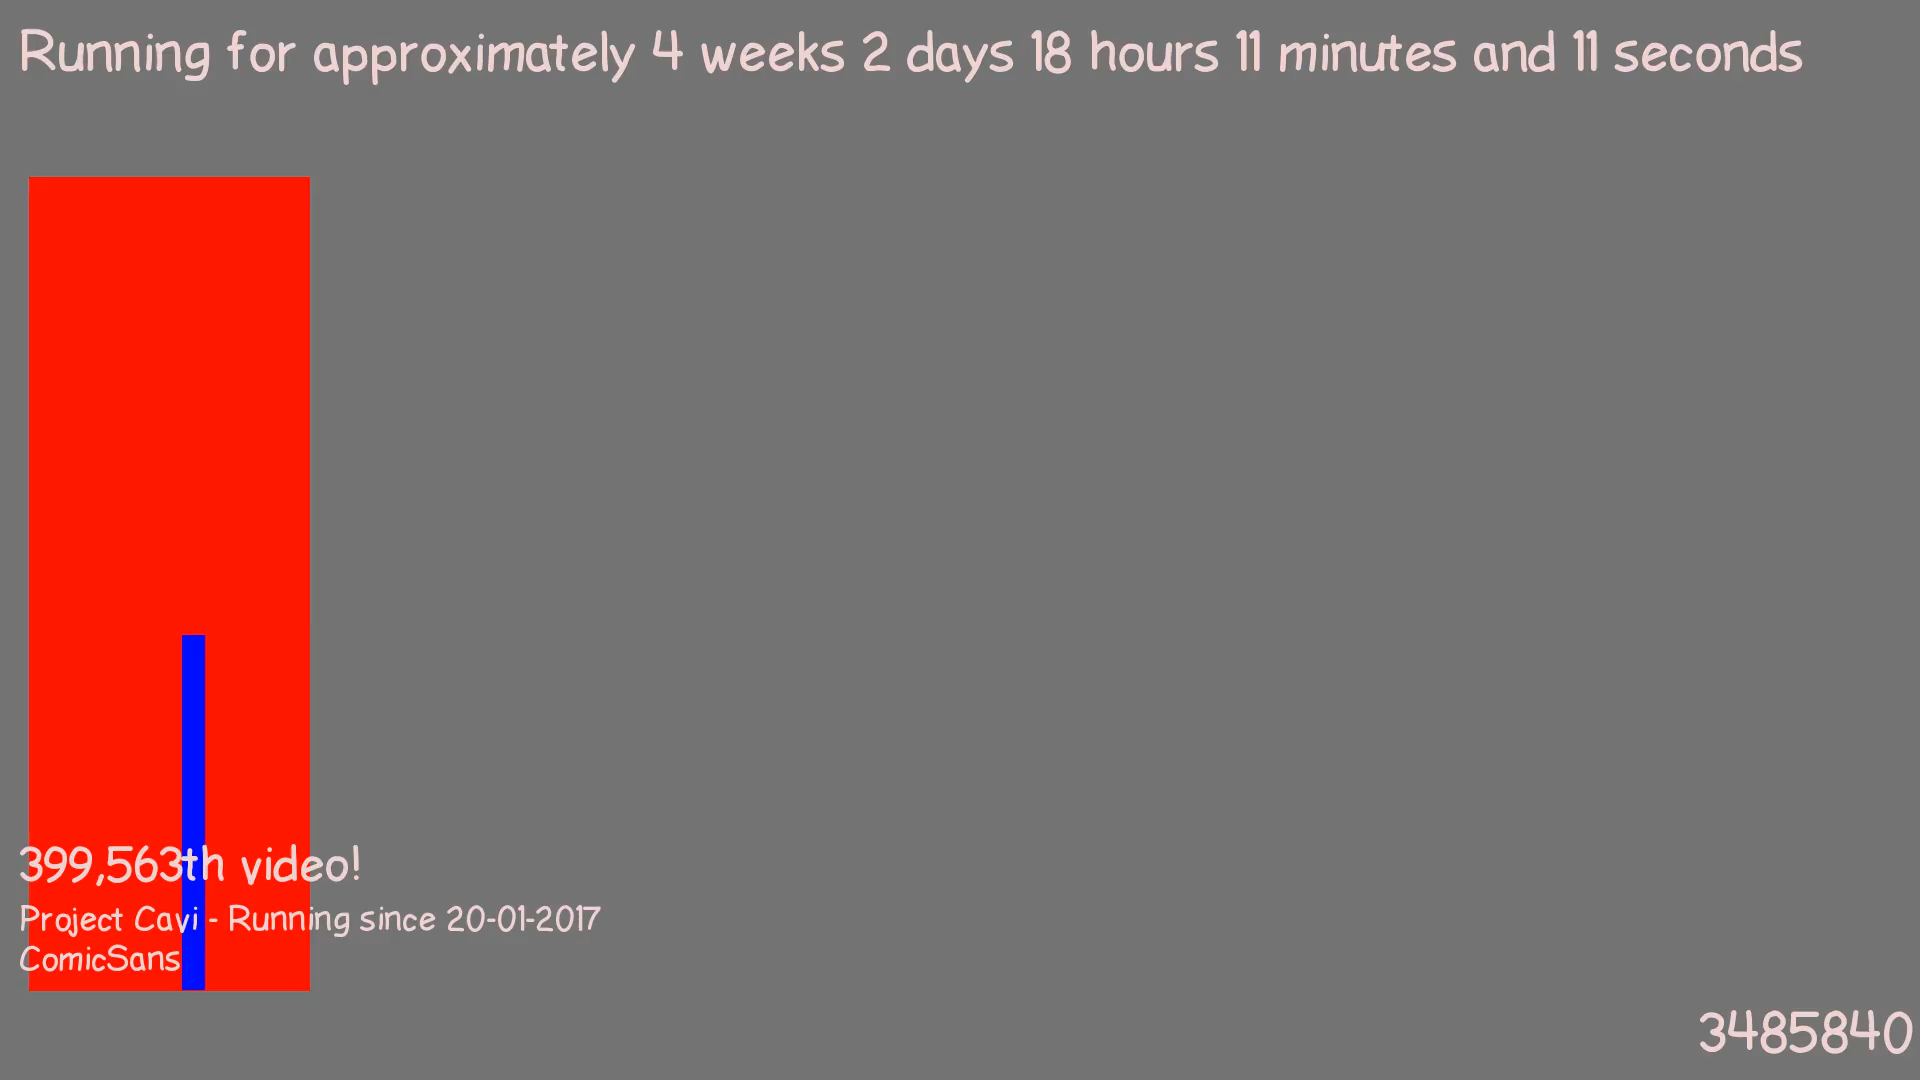 Running for approximately 4 weeks 2 days 18 hours 11 minutes and 11 seconds
399,563th video!
Project Cavi - Running since 20-01-2017
ComicSans
3485840